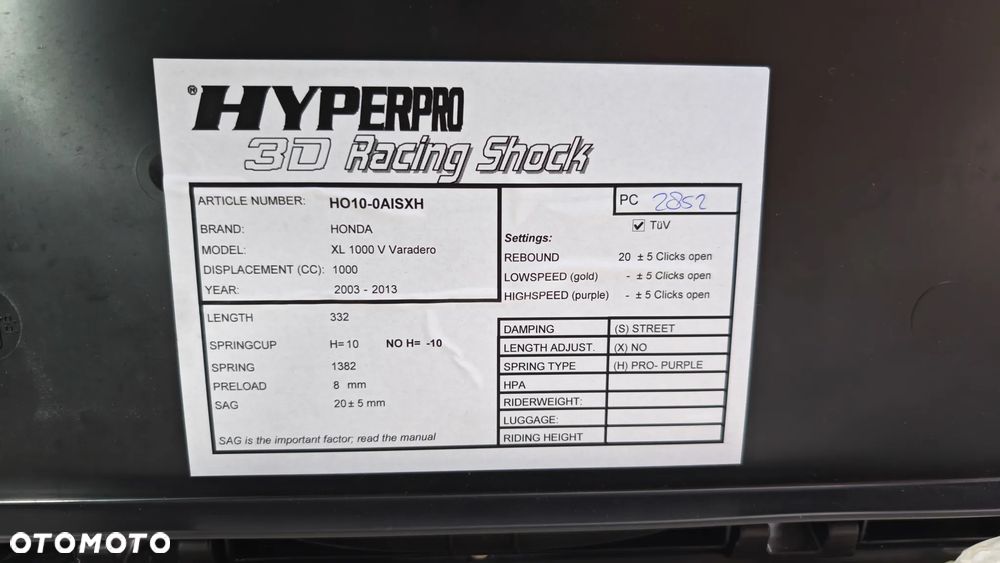 ® HYPERPRO
3D Racing Shock
ARTICLE NUMBER: HO10-0AISXH
BRAND: HONDA
MODEL: XL 1000 V Varadero
DISPLACEMENT (CC): 1000
YEAR: 2003 - 2013
PC 2852
☑ TüV
Settings:
REBOUND 20 ± 5 Clicks open
LOWSPEED (gold) - ± 5 Clicks open
HIGHSPEED (purple) - ± 5 Clicks open
LENGTH 332
SPRINGCUP H= 10 NO H= -10
SPRING 1382
PRELOAD 8 mm
SAG 20 ± 5 mm
SAG is the important factor; read the manual
DAMPING (S) STREET
LENGTH ADJUST. (X) NO
SPRING TYPE (H) PRO- PURPLE
HPA
RIDERWEIGHT:
LUGGAGE:
RIDING HEIGHT
OTOMOTO